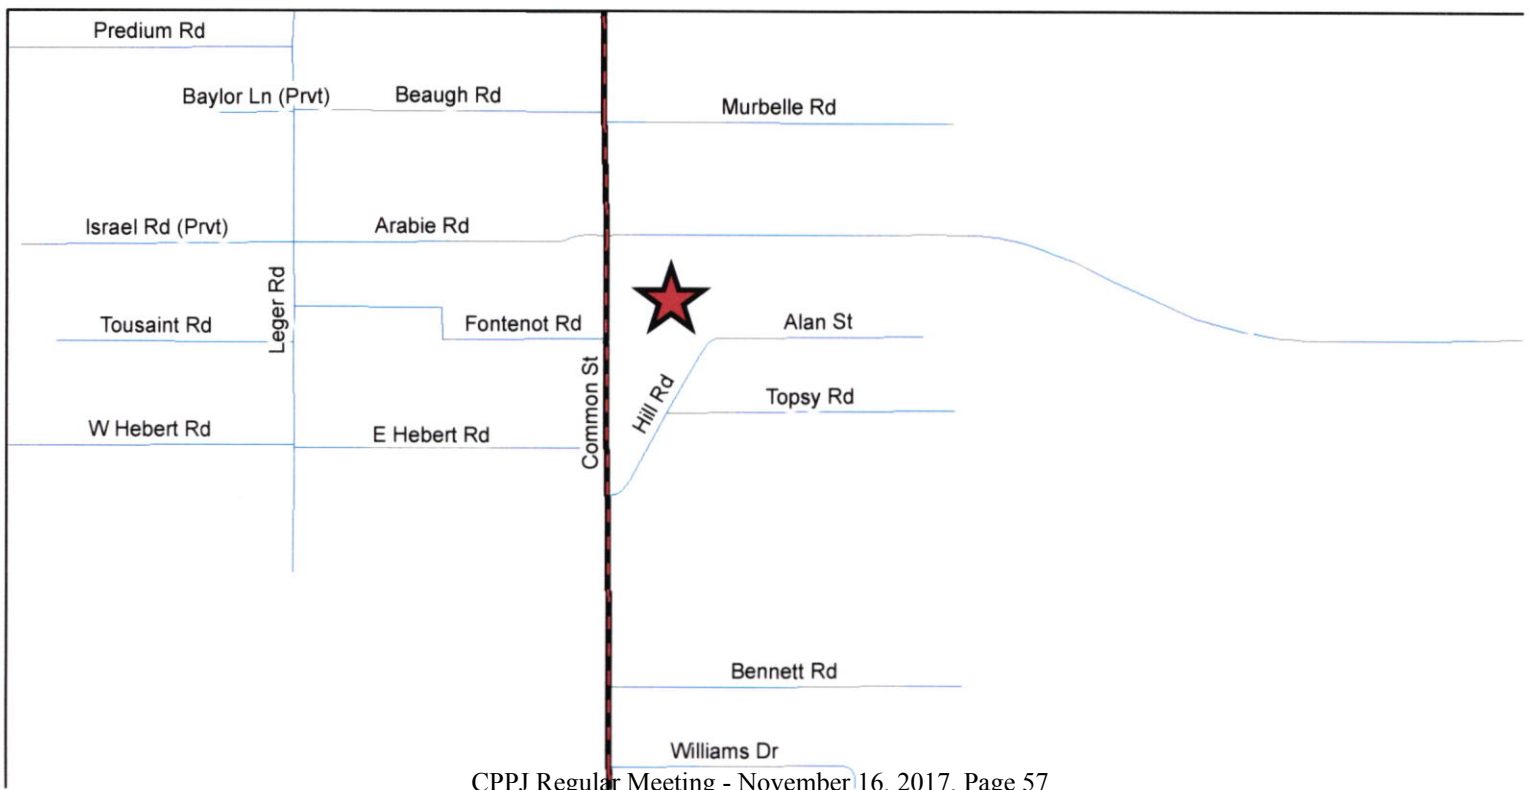 Predium Rd
Baylor Ln (Prvt)
Beaugh Rd
Murbelle Rd
Israel Rd (Prvt)
Arabie Rd
Leger Rd
Tousaint Rd
Fontenot Rd
Alan St
Common St
Hill Rd
Topsy Rd
W Hebert Rd
E Hebert Rd
Bennett Rd
Williams Dr
CPPJ Regular Meeting - November 16, 2017, Page 57